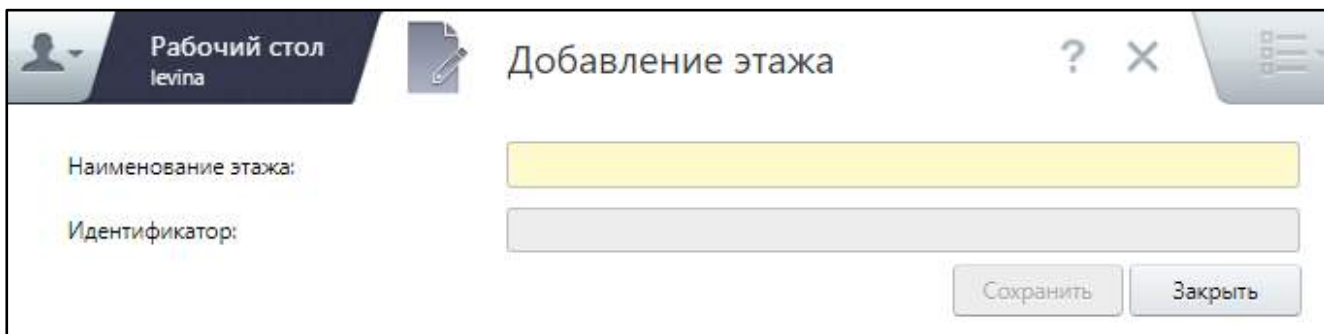 Рабочий стол
levina
Добавление этажа
?
Наименование этажа:
Идентификатор:
Сохранить
Закрыть